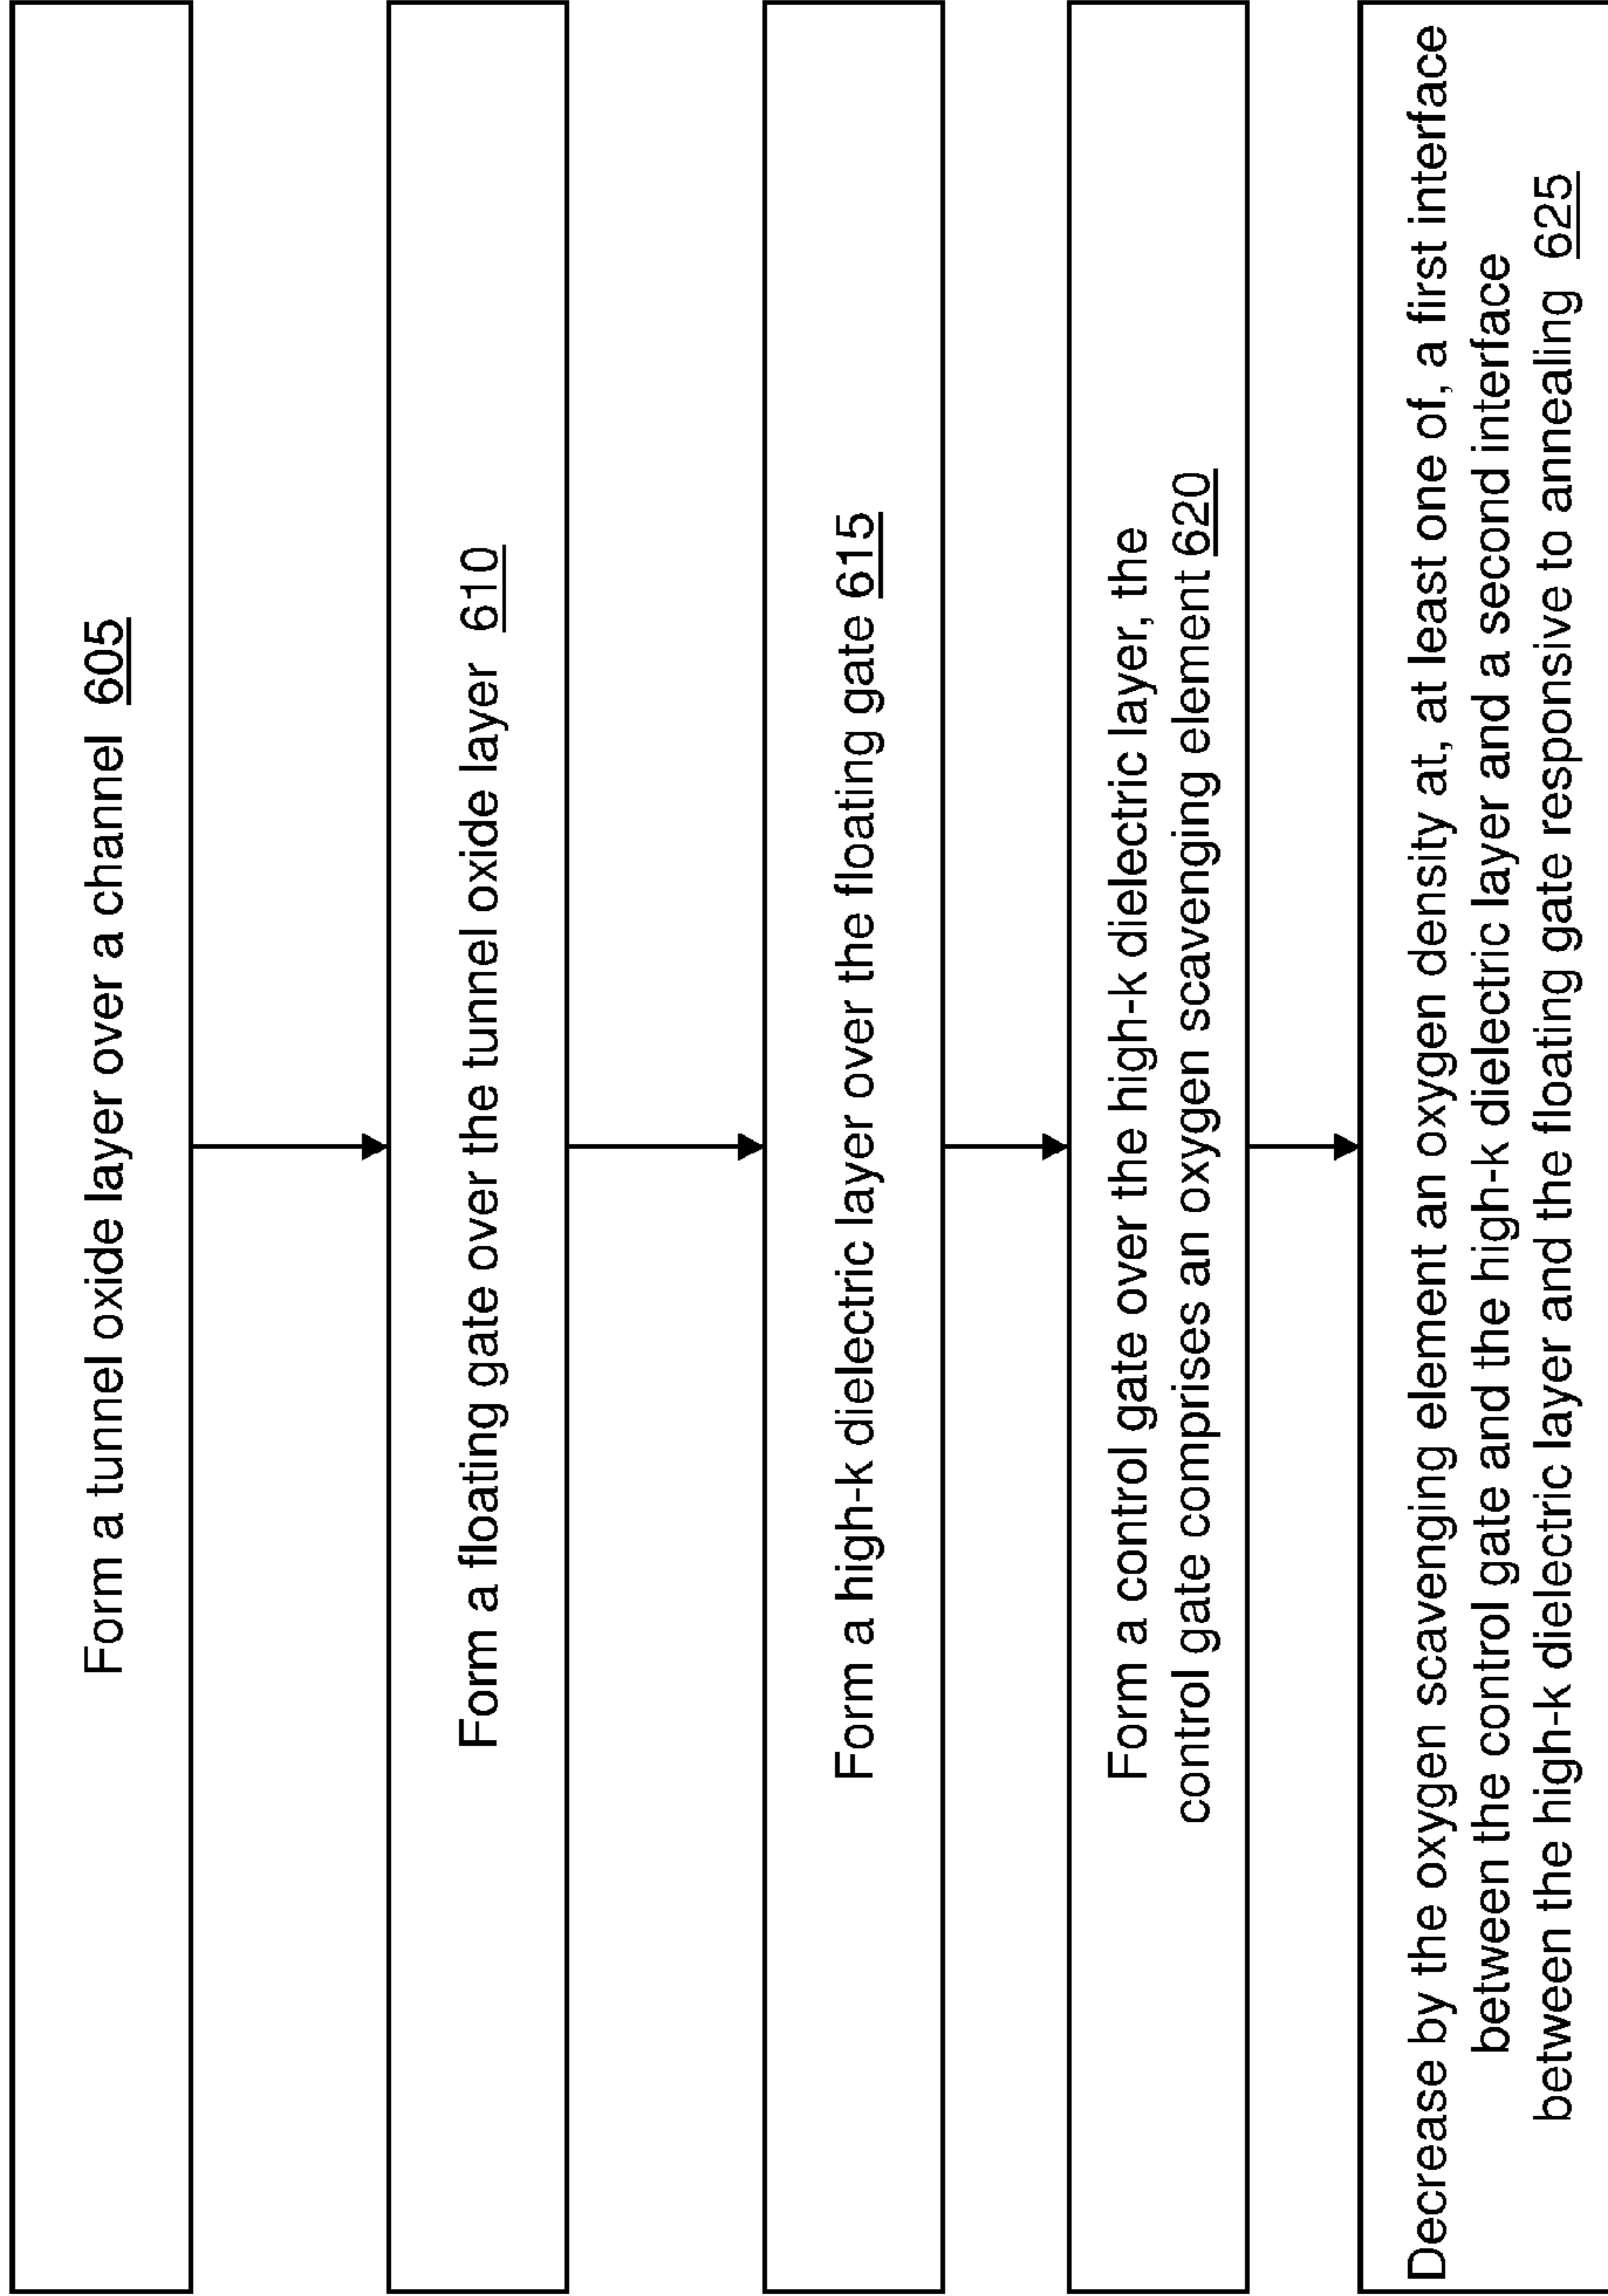 Form a tunnel oxide layer over a channel 605
Form a floating gate over the tunnel oxide layer 610
Form a high-k dielectric layer over the floating gate 615
Form a control gate over the high-k dielectric layer, the
control gate comprises an oxygen scavenging element 620
Decrease by the oxygen scavenging element an oxygen density at, at least one of, a first interface
between the control gate and the high-k dielectric layer and a second interface
between the high-k dielectric layer and the floating gate responsive to annealing 625